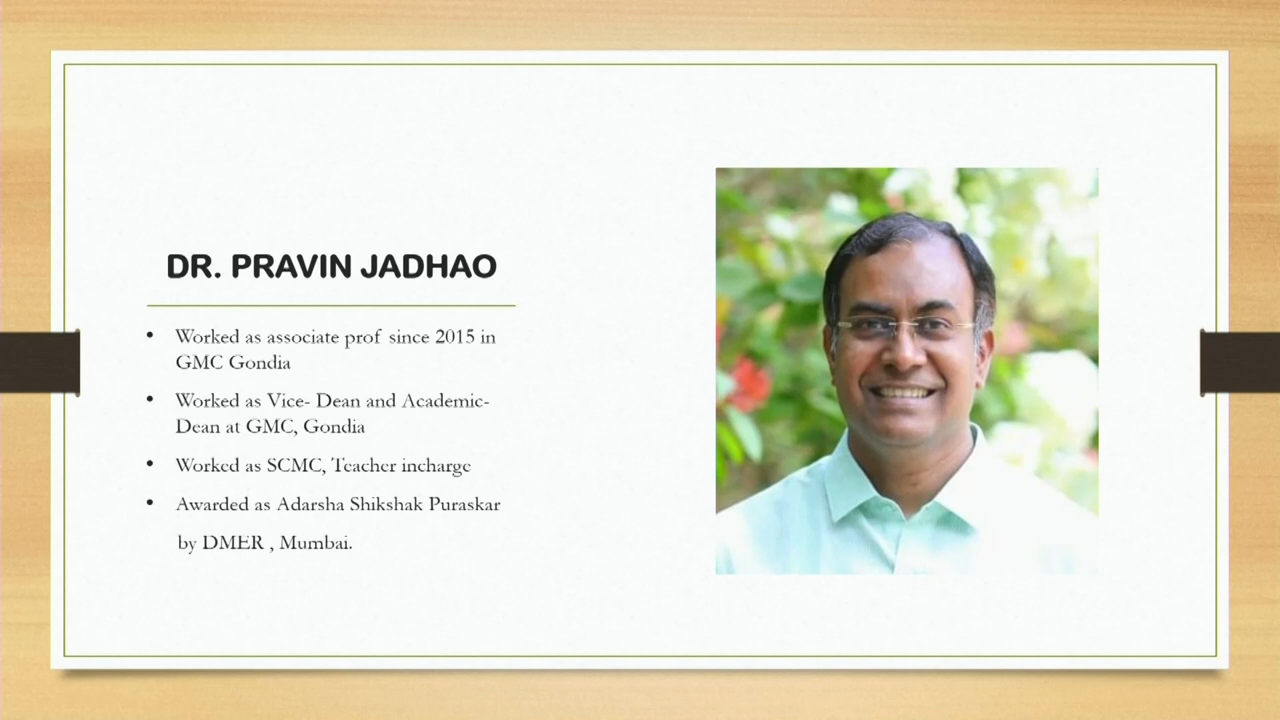 DR. PRAVIN JADHAO
• Worked as associate prof since 2015 in
GMC Gondia
• Worked as Vice- Dean and Academic-
Dean at GMC, Gondia
• Worked as SCMC, Teacher incharge
• Awarded as Adarsha Shikshak Puraskar
by DMER , Mumbai.